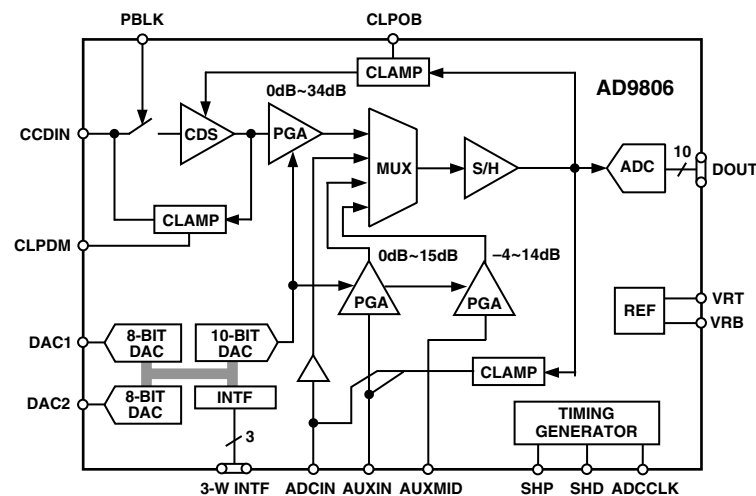 PBLK
CLPOB
CLAMP
AD9806
0dB~34dB
CCDIN
CDS
PGA
MUX
S/H
ADC
10
DOUT
CLAMP
CLPDM
0dB~15dB
–4~14dB
PGA
PGA
REF
VRT
VRB
DAC1
8-BIT
DAC
10-BIT
DAC
DAC2
8-BIT
DAC
INTF
CLAMP
TIMING
GENERATOR
3
3-W INTF
ADCIN
AUXIN
AUXMID
SHP
SHD
ADCCLK